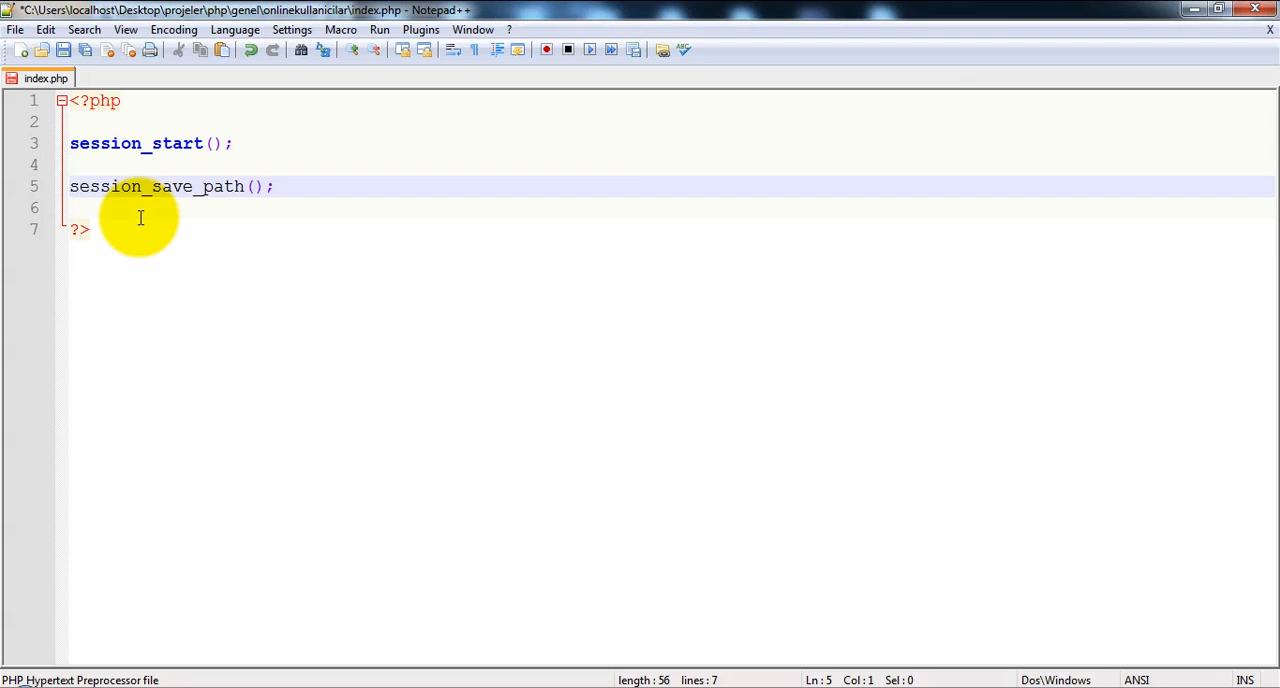 *C:\Users\localhost\Desktop\projeler\php\genel\onlinekullanicilar\index.php - Notepad++
File Edit Search View Encoding Language Settings Macro Run Plugins Window ? X
index.php
1 <?php
2
3 session_start();
4
5 session_save_path();
6
7 ?>
PHP Hypertext Preprocessor file length : 56 lines : 7 Ln : 5 Col : 1 Sel : 0 Dos\Windows ANSI INS